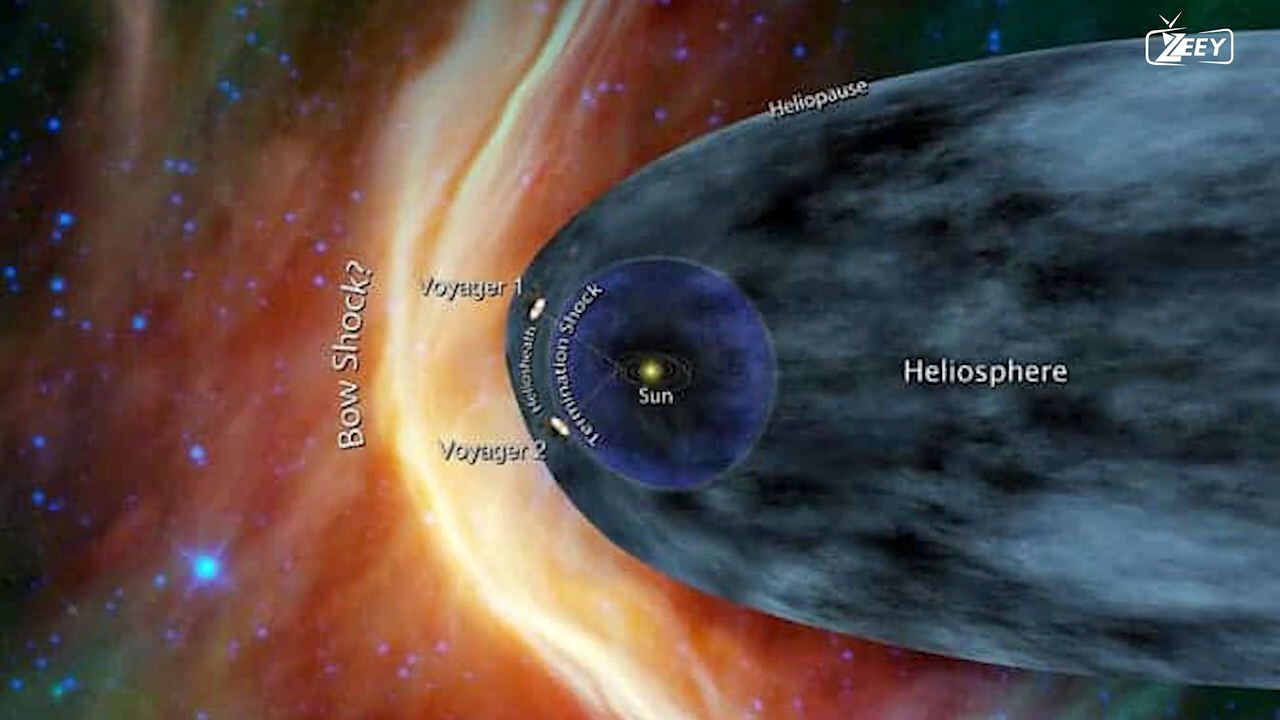 ZEEY
Heliopause
Voyager 1
Termination Shock
Heliosheath
Bow Shock?
Sun
Heliosphere
Voyager 2